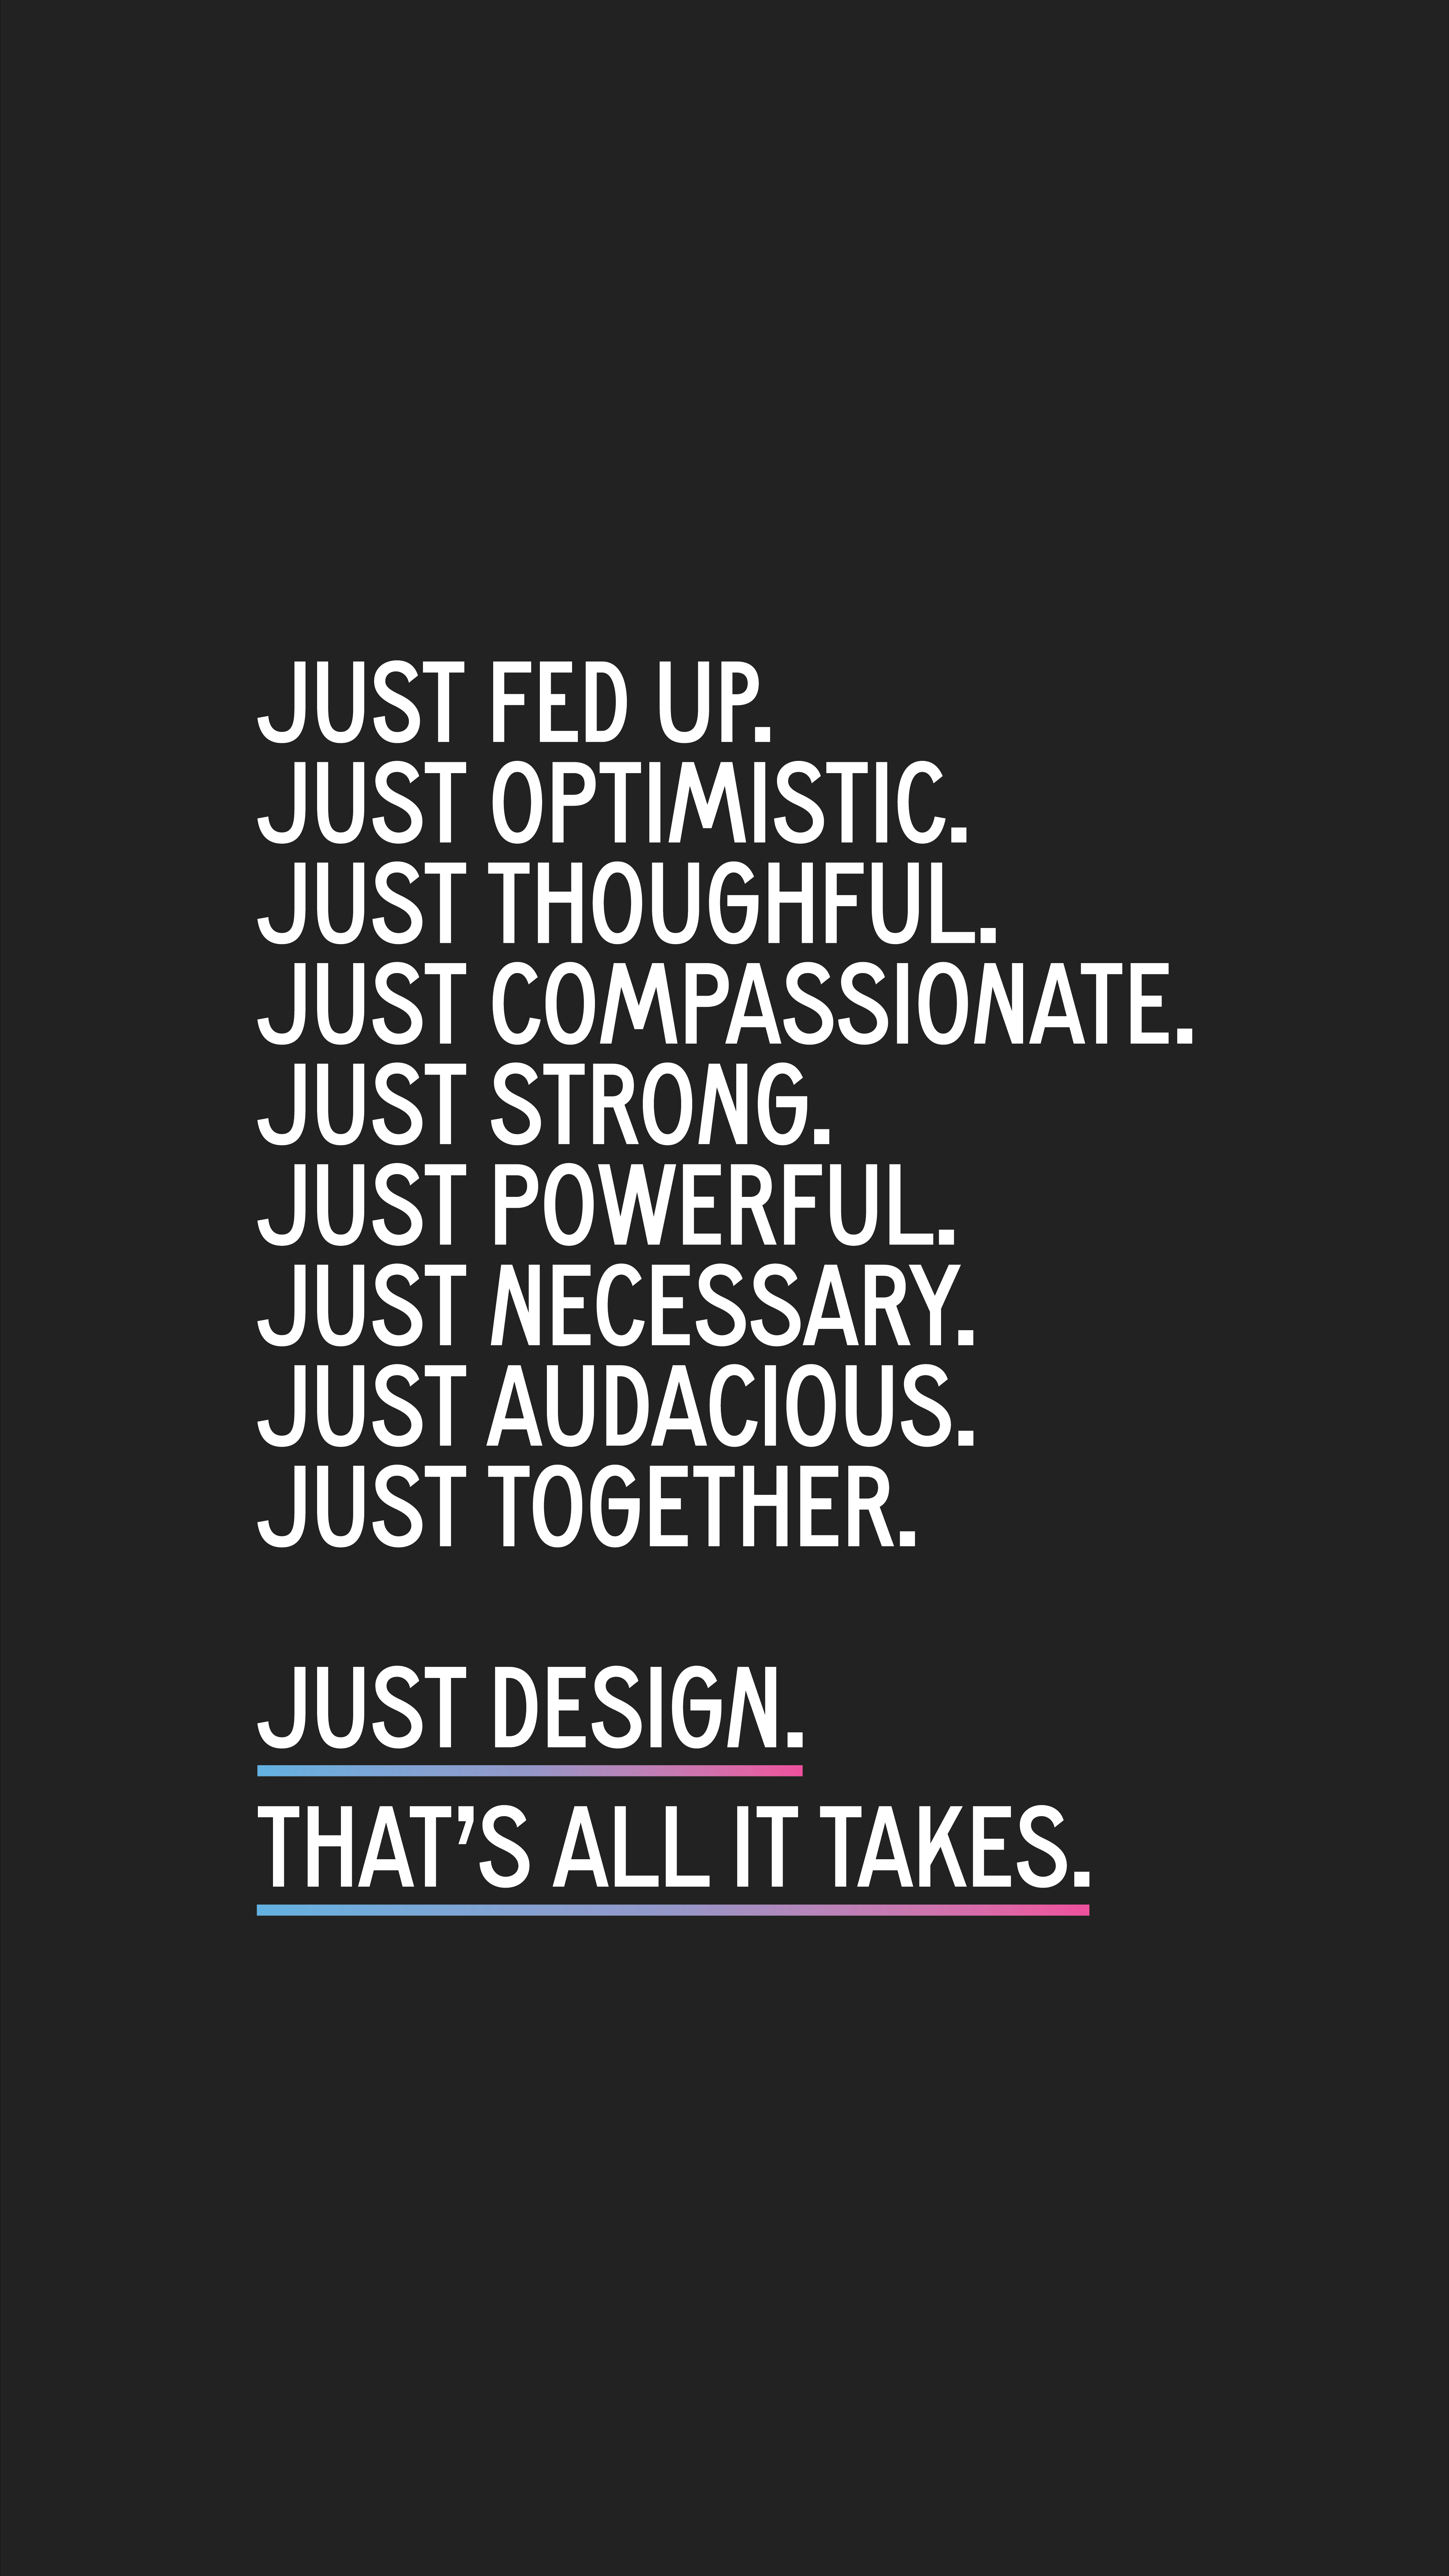 JUST FED UP.
JUST OPTIMISTIC.
JUST THOUGHFUL.
JUST COMPASSIONATE.
JUST STRONG.
JUST POWERFUL.
JUST NECESSARY.
JUST AUDACIOUS.
JUST TOGETHER.
JUST DESIGN.
THAT’S ALL IT TAKES.